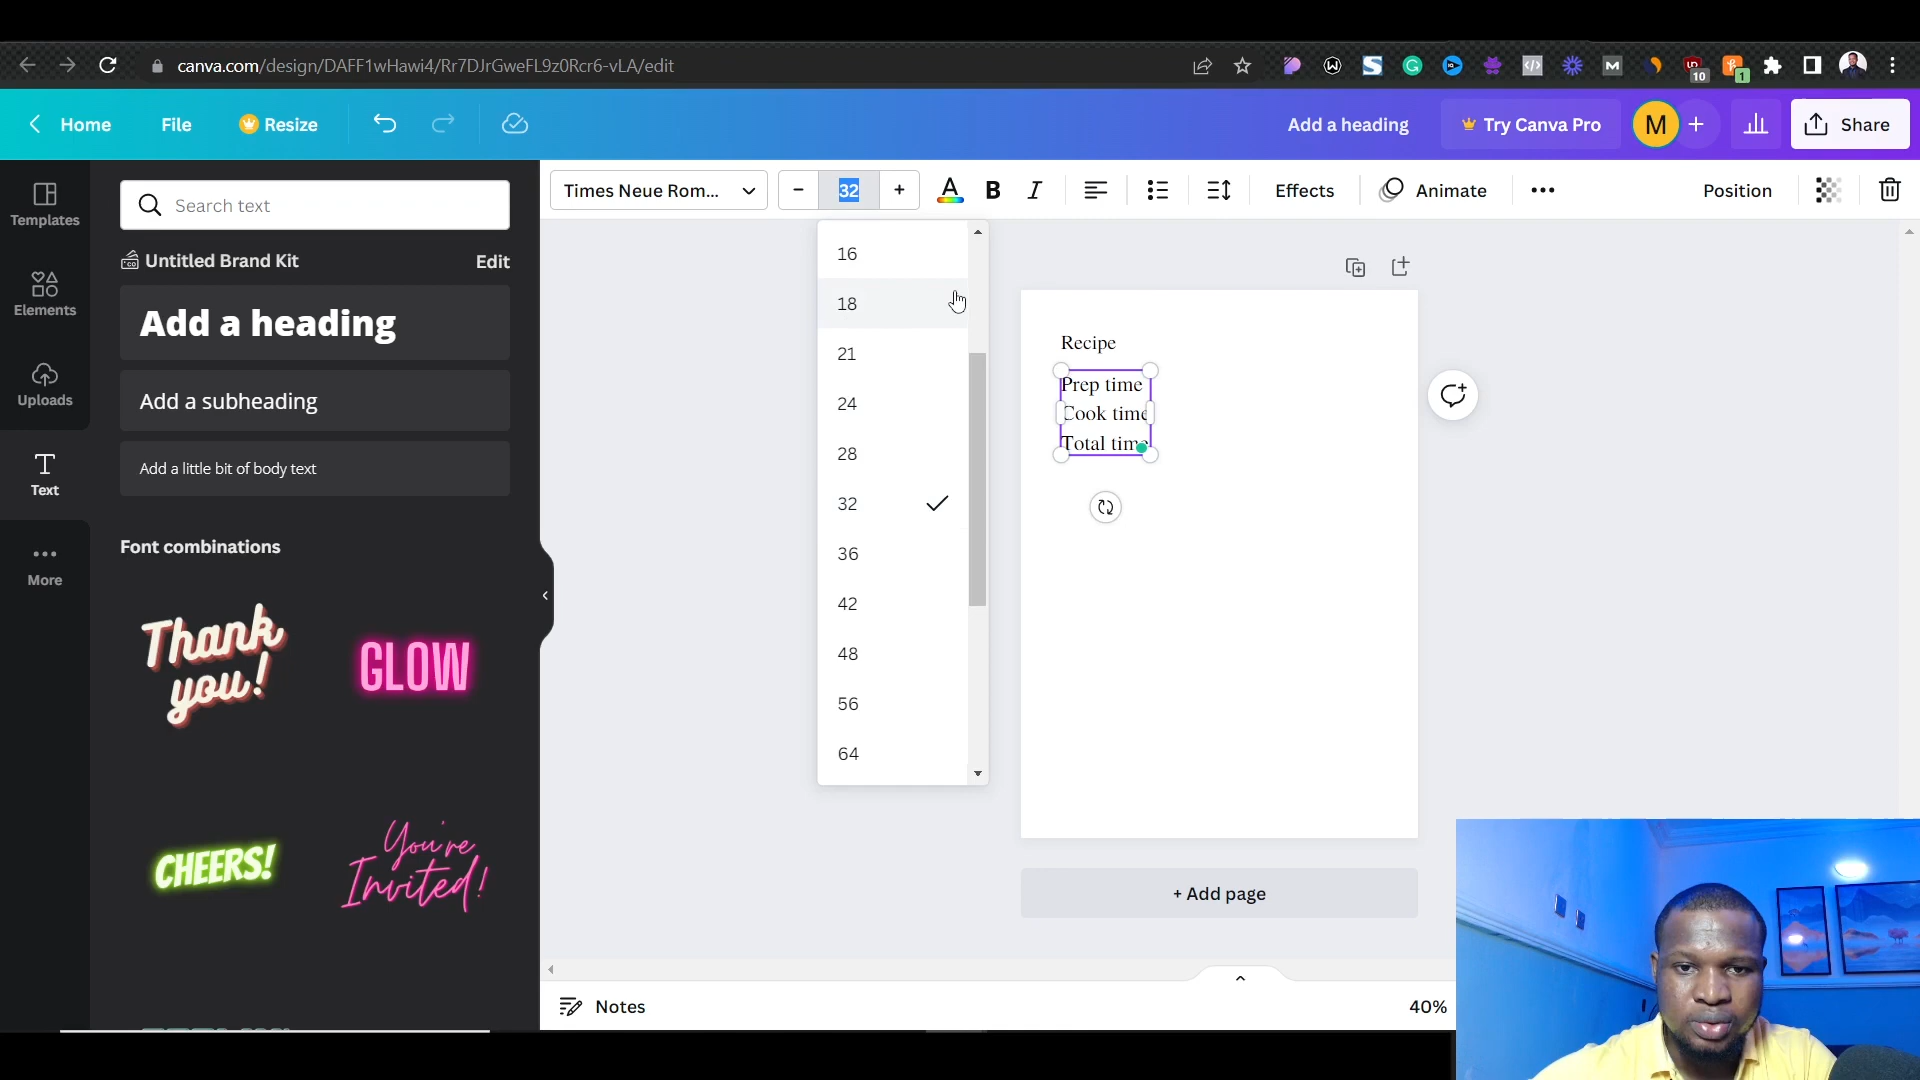 canva.com/design/DAFF1wHawi4/Rr7DJrGweFL9z0Rcr6-vLA/edit
10
1
Home
File
Resize
Add a heading
Try Canva Pro
M
Share
Templates
Elements
Uploads
Text
More
Search text
Untitled Brand Kit
Edit
Add a heading
Add a subheading
Add a little bit of body text
Font combinations
Thank you!
GLOW
CHEERS!
You're Invited!
Times Neue Rom...
32
A
B
I
Effects
Animate
Position
16
18
21
24
28
32
36
42
48
56
64
Recipe
Prep time
Cook time
Total time
+ Add page
Notes
40%